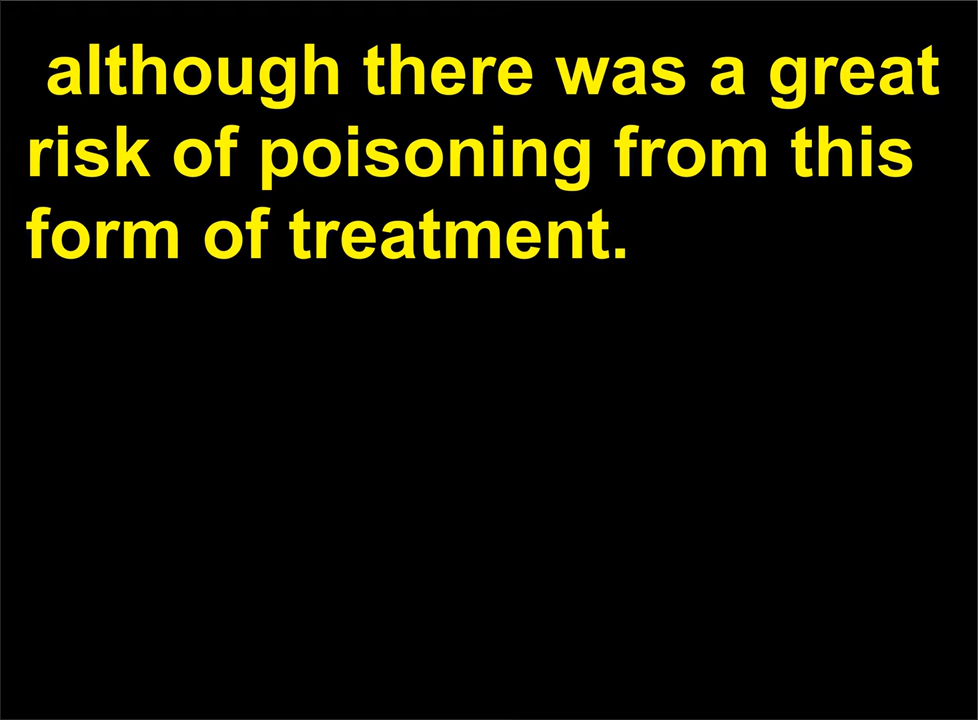 although there was a great
risk of poisoning from this
form of treatment.